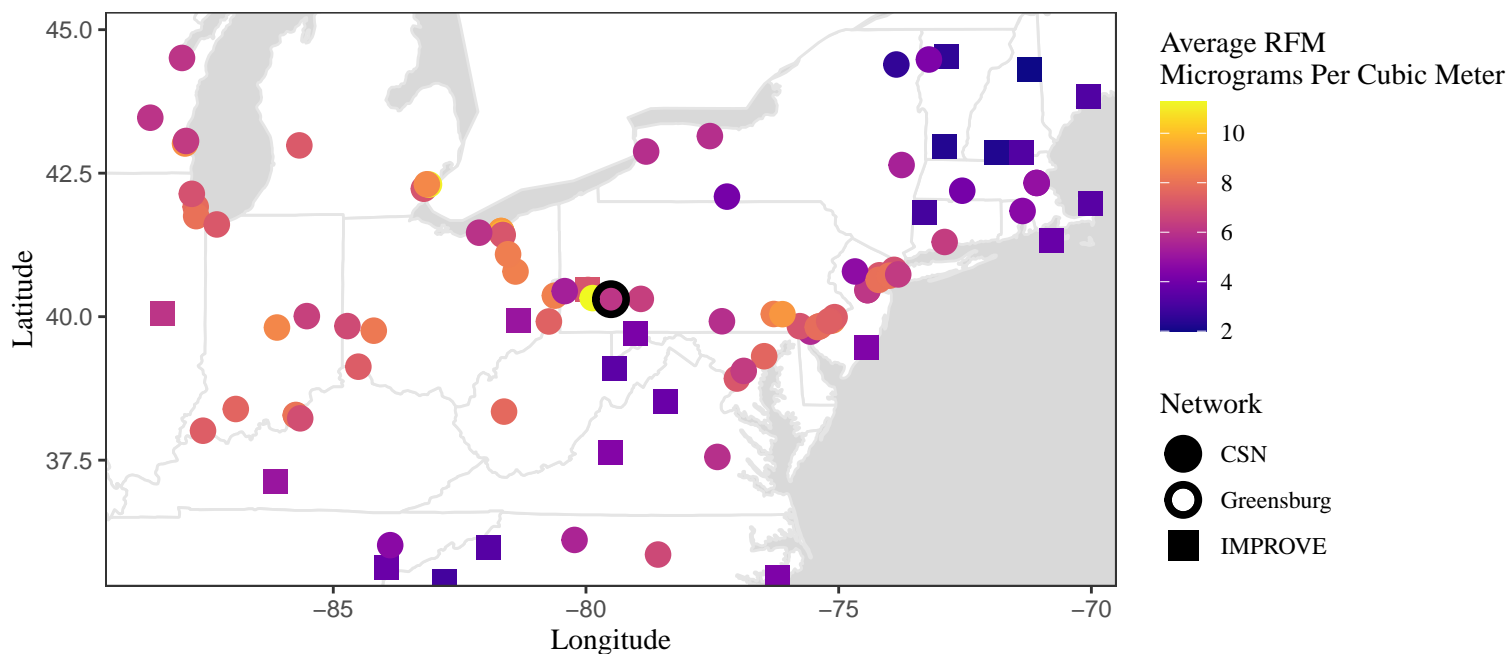 45.0
42.5
40.0
37.5
Latitude
−85
−80
−75
−70
Longitude
Average RFM
Micrograms Per Cubic Meter
10
8
6
4
2
Network
CSN
Greensburg
IMPROVE